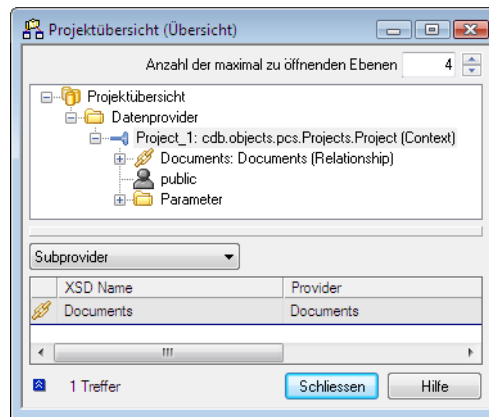 Projektübersicht (Übersicht)
Anzahl der maximal zu öffnenden Ebenen 4
Projektübersicht
Datenprovider
Project_1: cdb.objects.pcs.Projects.Project (Context)
Documents: Documents (Relationship)
public
Parameter
Subprovider
XSD Name Provider
Documents Documents
1 Treffer Schliessen Hilfe